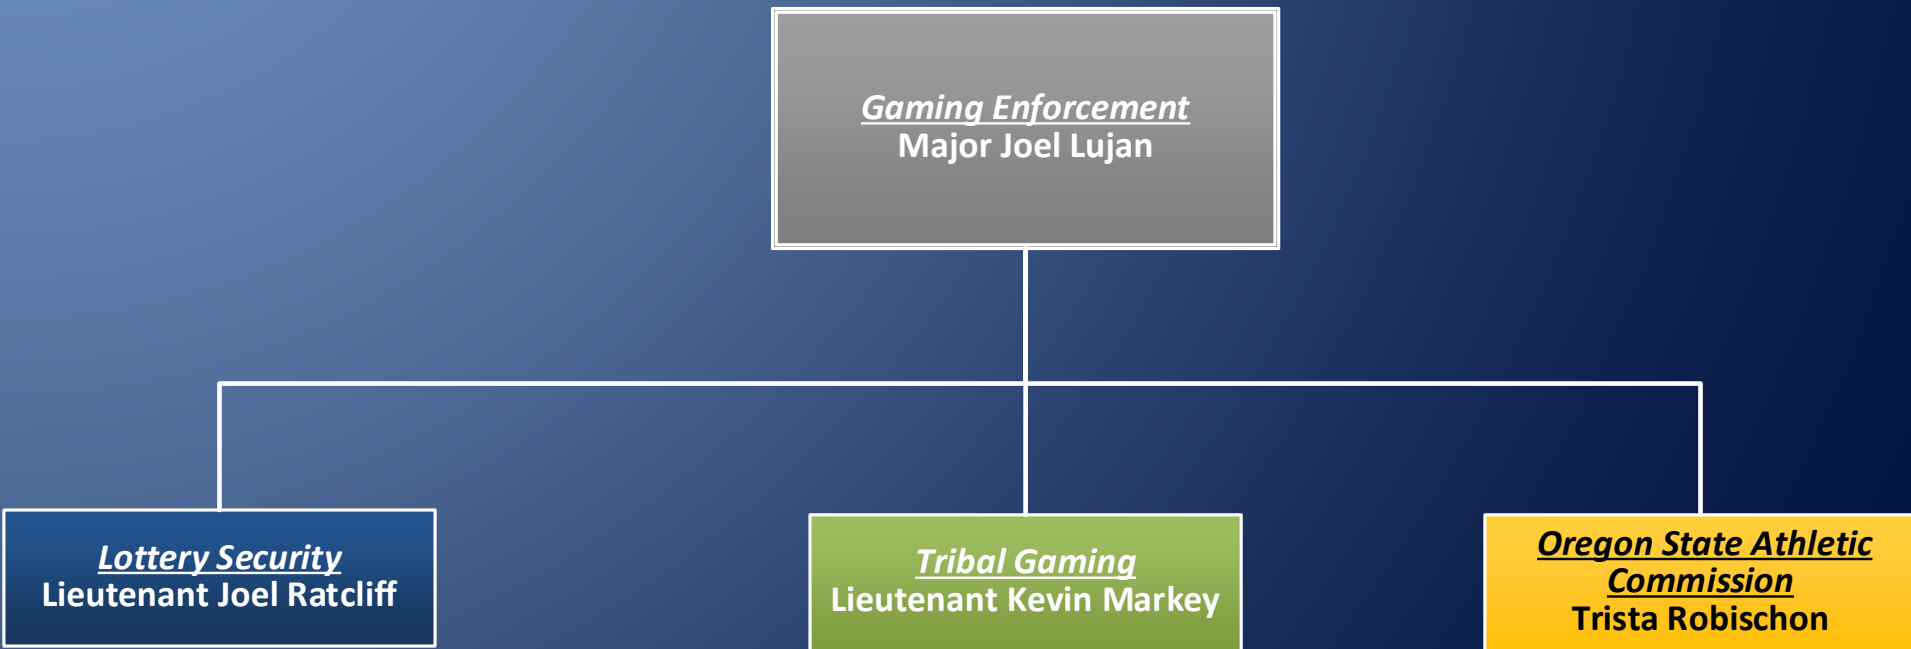 Gaming Enforcement
Major Joel Lujan
Lottery Security
Lieutenant Joel Ratcliff
Tribal Gaming
Lieutenant Kevin Markey
Oregon State Athletic
Commission
Trista Robischon